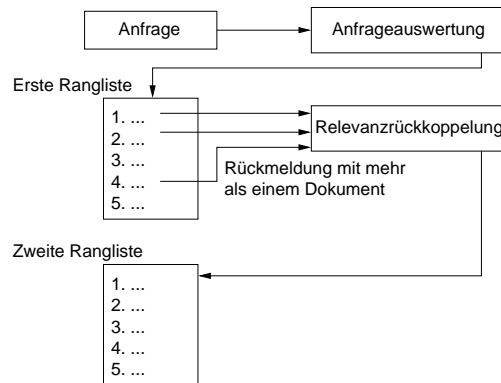 Anfrage
Anfrageauswertung
Erste Rangliste
1. ...
2. ...
3. ...
4. ...
5. ...
Relevanzrückkoppelung
Rückmeldung mit mehr
als einem Dokument
Zweite Rangliste
1. ...
2. ...
3. ...
4. ...
5. ...